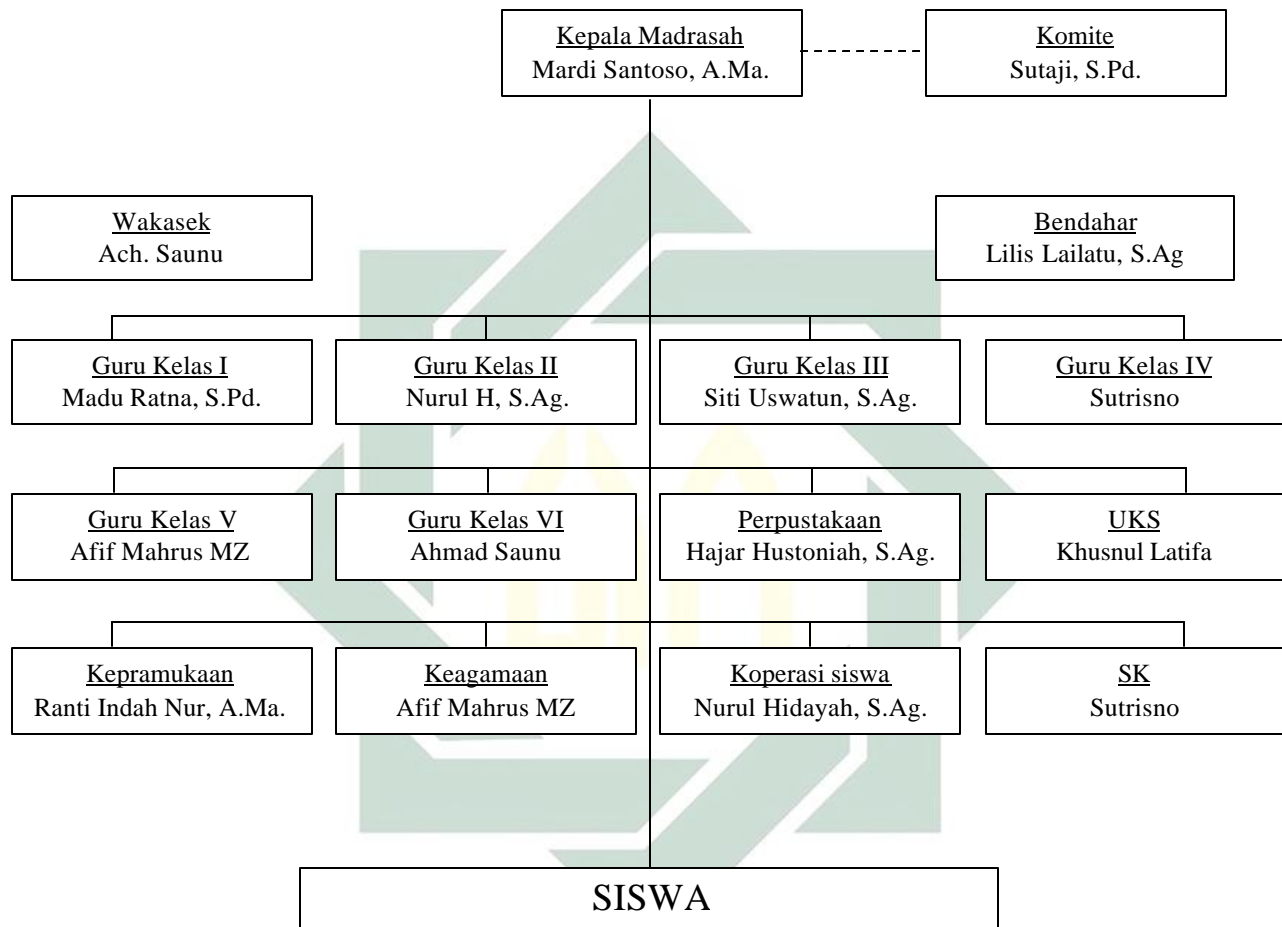 Kepala Madrasah
Mardi Santoso, A.Ma.
Komite
Sutaji, S.Pd.
Wakasek
Ach. Saunu
Bendahar
Lilis Lailatu, S.Ag
Guru Kelas I
Madu Ratna, S.Pd.
Guru Kelas II
Nurul H, S.Ag.
Guru Kelas III
Siti Uswatun, S.Ag.
Guru Kelas IV
Sutrisno
Guru Kelas V
Afif Mahrus MZ
Guru Kelas VI
Ahmad Saunu
Perpustakaan
Hajar Hustoniah, S.Ag.
UKS
Khusnul Latifa
Kepramukaan
Ranti Indah Nur, A.Ma.
Keagamaan
Afif Mahrus MZ
Koperasi siswa
Nurul Hidayah, S.Ag.
SK
Sutrisno
SISWA